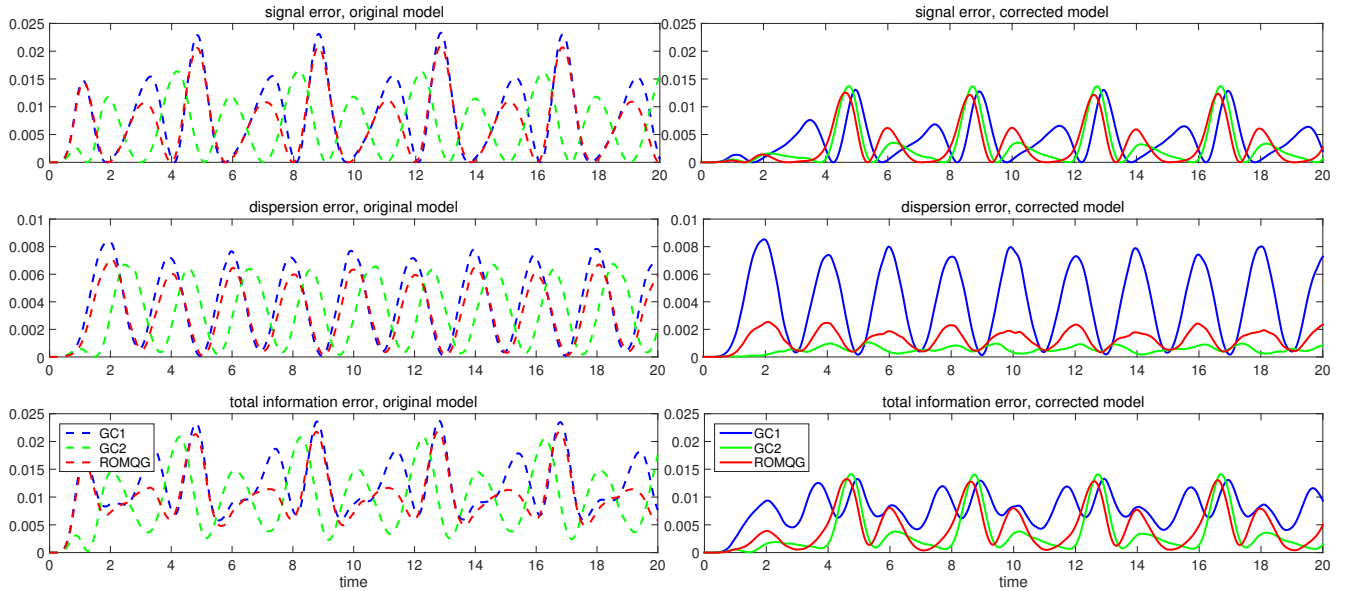 signal error, original model
0.025
0.02
0.015
0.01
0.005
0
0 2 4 6 8 10 12 14 16 18 20
signal error, corrected model
0.025
0.02
0.015
0.01
0.005
0
0 2 4 6 8 10 12 14 16 18 20
dispersion error, original model
0.01
0.008
0.006
0.004
0.002
0
0 2 4 6 8 10 12 14 16 18 20
dispersion error, corrected model
0.01
0.008
0.006
0.004
0.002
0
0 2 4 6 8 10 12 14 16 18 20
total information error, original model
0.025
0.02
0.015
0.01
0.005
0
GC1
GC2
ROMQG
0 2 4 6 8 10 12 14 16 18 20
time
total information error, corrected model
0.025
0.02
0.015
0.01
0.005
0
GC1
GC2
ROMQG
0 2 4 6 8 10 12 14 16 18 20
time